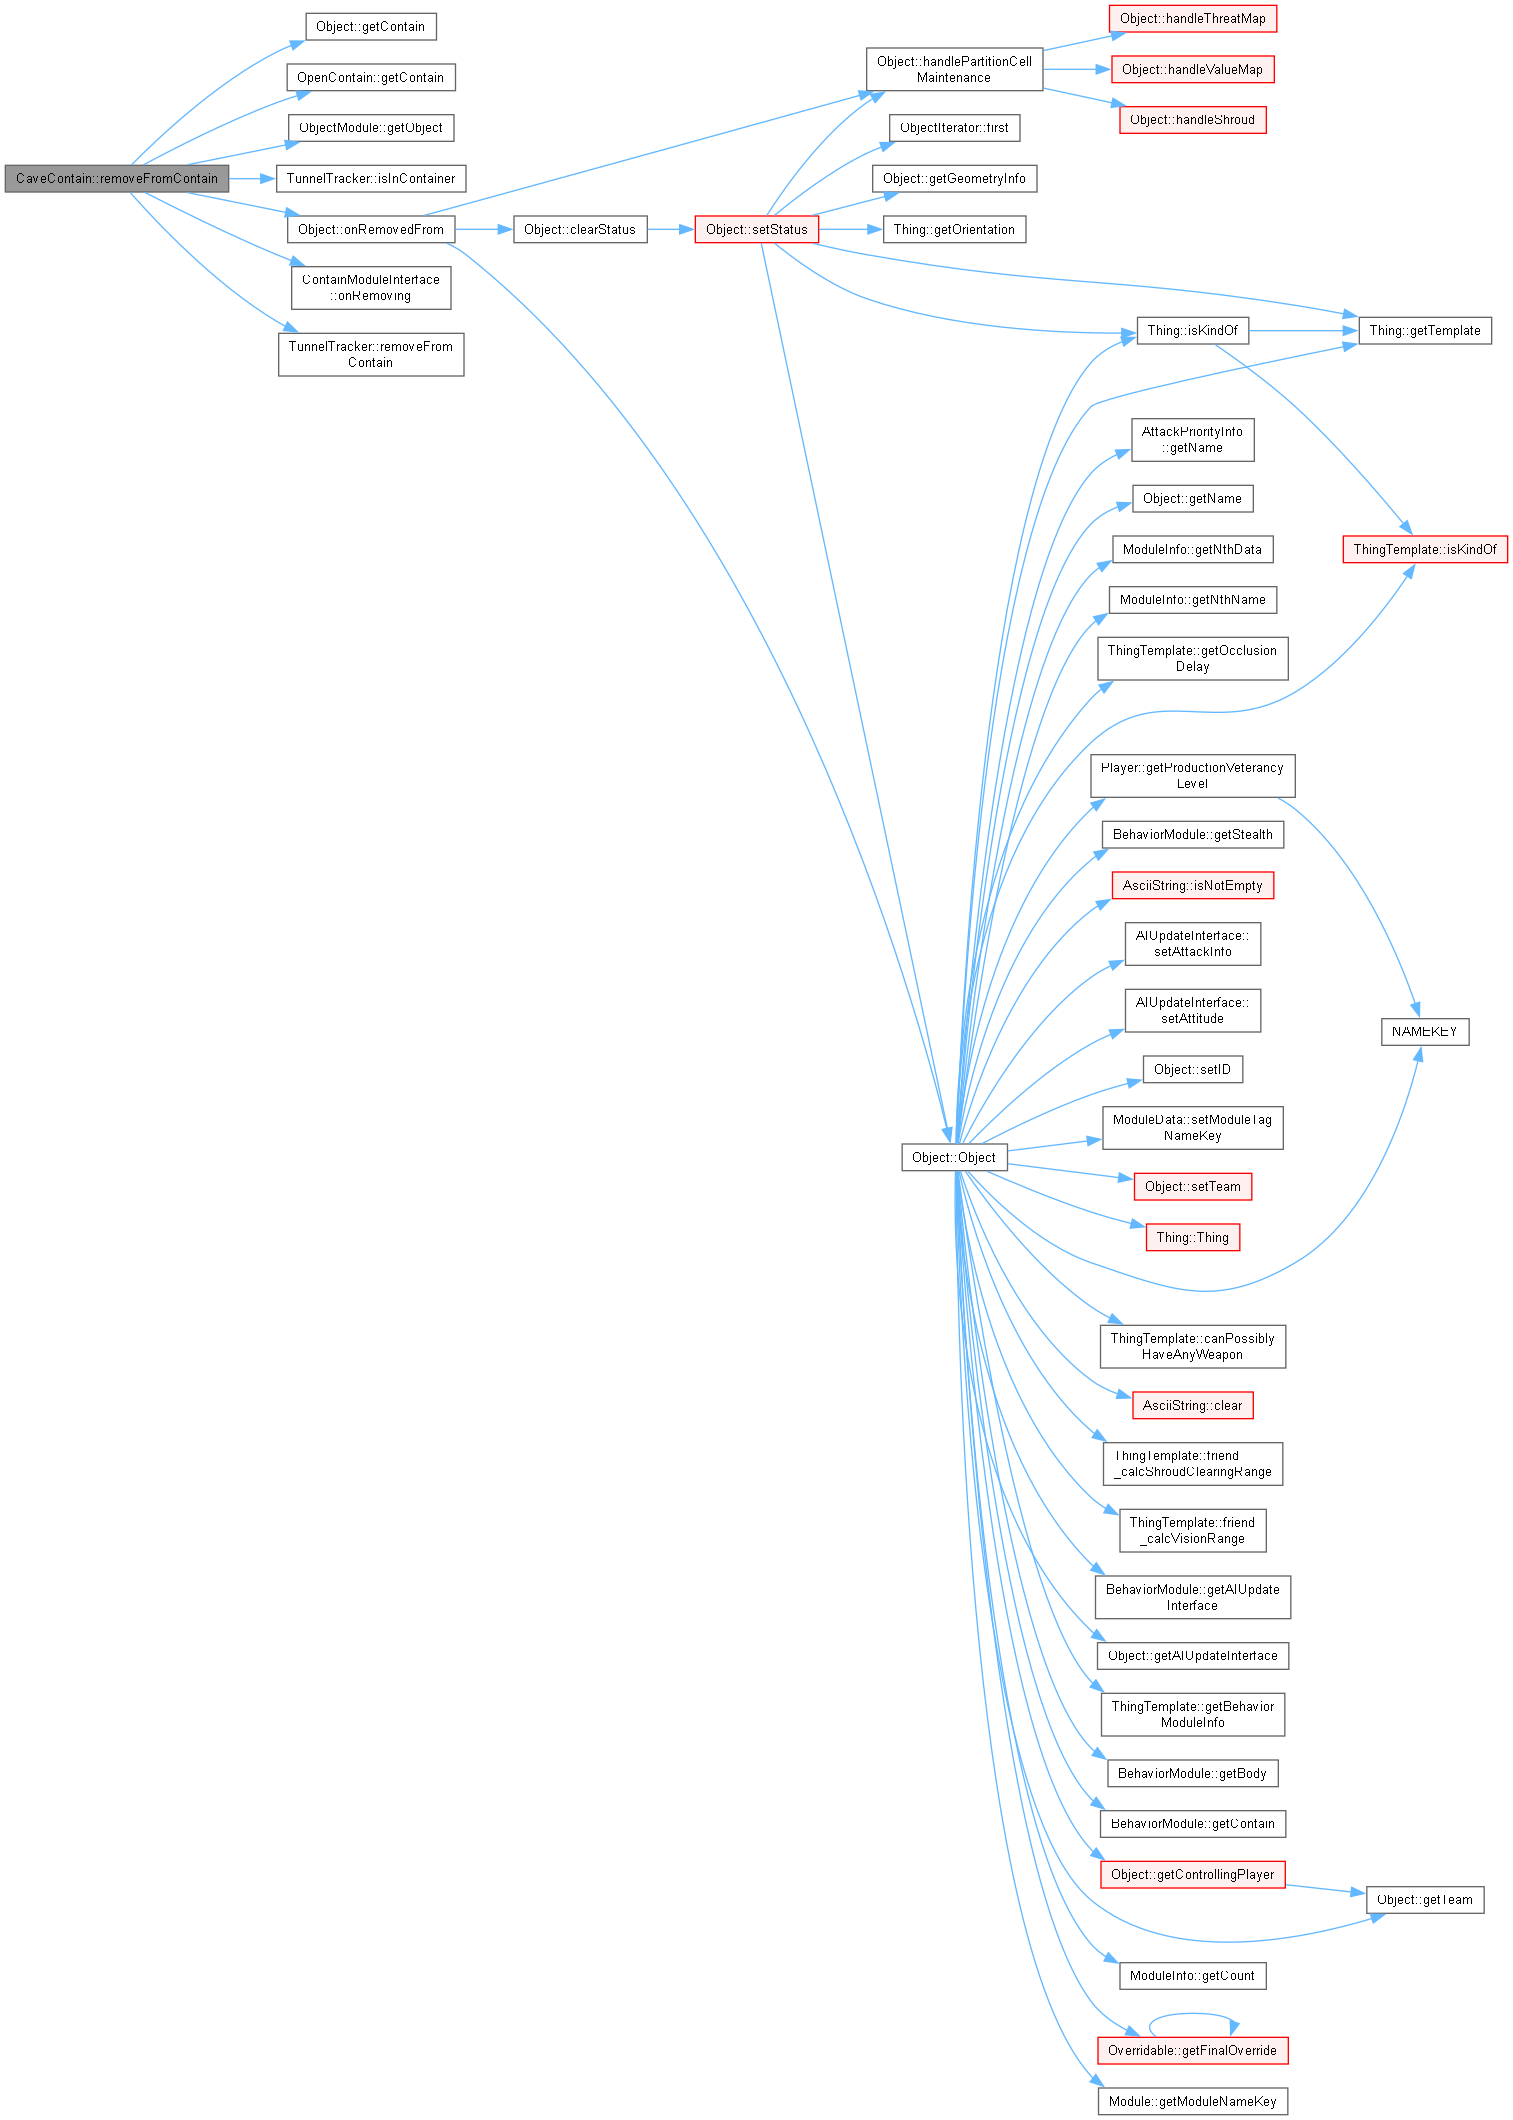 Object::getContain
OpenContain::getContain
ObjectModule::getObject
CaveContain::removeFromContain
TunnelTracker::isInContainer
Object::onRemovedFrom
ContainModuleInterface
::onRemoving
TunnelTracker::removeFrom
Contain
Object::clearStatus
Object::setStatus
Object::handlePartitionCell
Maintenance
ObjectIterator::first
Object::getGeometryInfo
Thing::getOrientation
Object::handleThreatMap
Object::handleValueMap
Object::handleShroud
Thing::isKindOf
Thing::getTemplate
AttackPriorityInfo
::getName
Object::getName
ModuleInfo::getNthData
ThingTemplate::isKindOf
ModuleInfo::getNthName
ThingTemplate::getOcclusion
Delay
Player::getProductionVeterancy
Level
BehaviorModule::getStealth
AsciiString::isNotEmpty
AIUpdateInterface::
setAttackInfo
AIUpdateInterface::
setAttitude
NAMEKEY
Object::setID
ModuleData::setModuleTag
NameKey
Object::Object
Object::setTeam
Thing::Thing
ThingTemplate::canPossibly
HaveAnyWeapon
AsciiString::clear
ThingTemplate::friend
_calcShroudClearingRange
ThingTemplate::friend
_calcVisionRange
BehaviorModule::getAIUpdate
Interface
Object::getAIUpdateInterface
ThingTemplate::getBehavior
ModuleInfo
BehaviorModule::getBody
BehaviorModule::getContain
Object::getControllingPlayer
Object::getTeam
ModuleInfo::getCount
Overridable::getFinalOverride
Module::getModuleNameKey